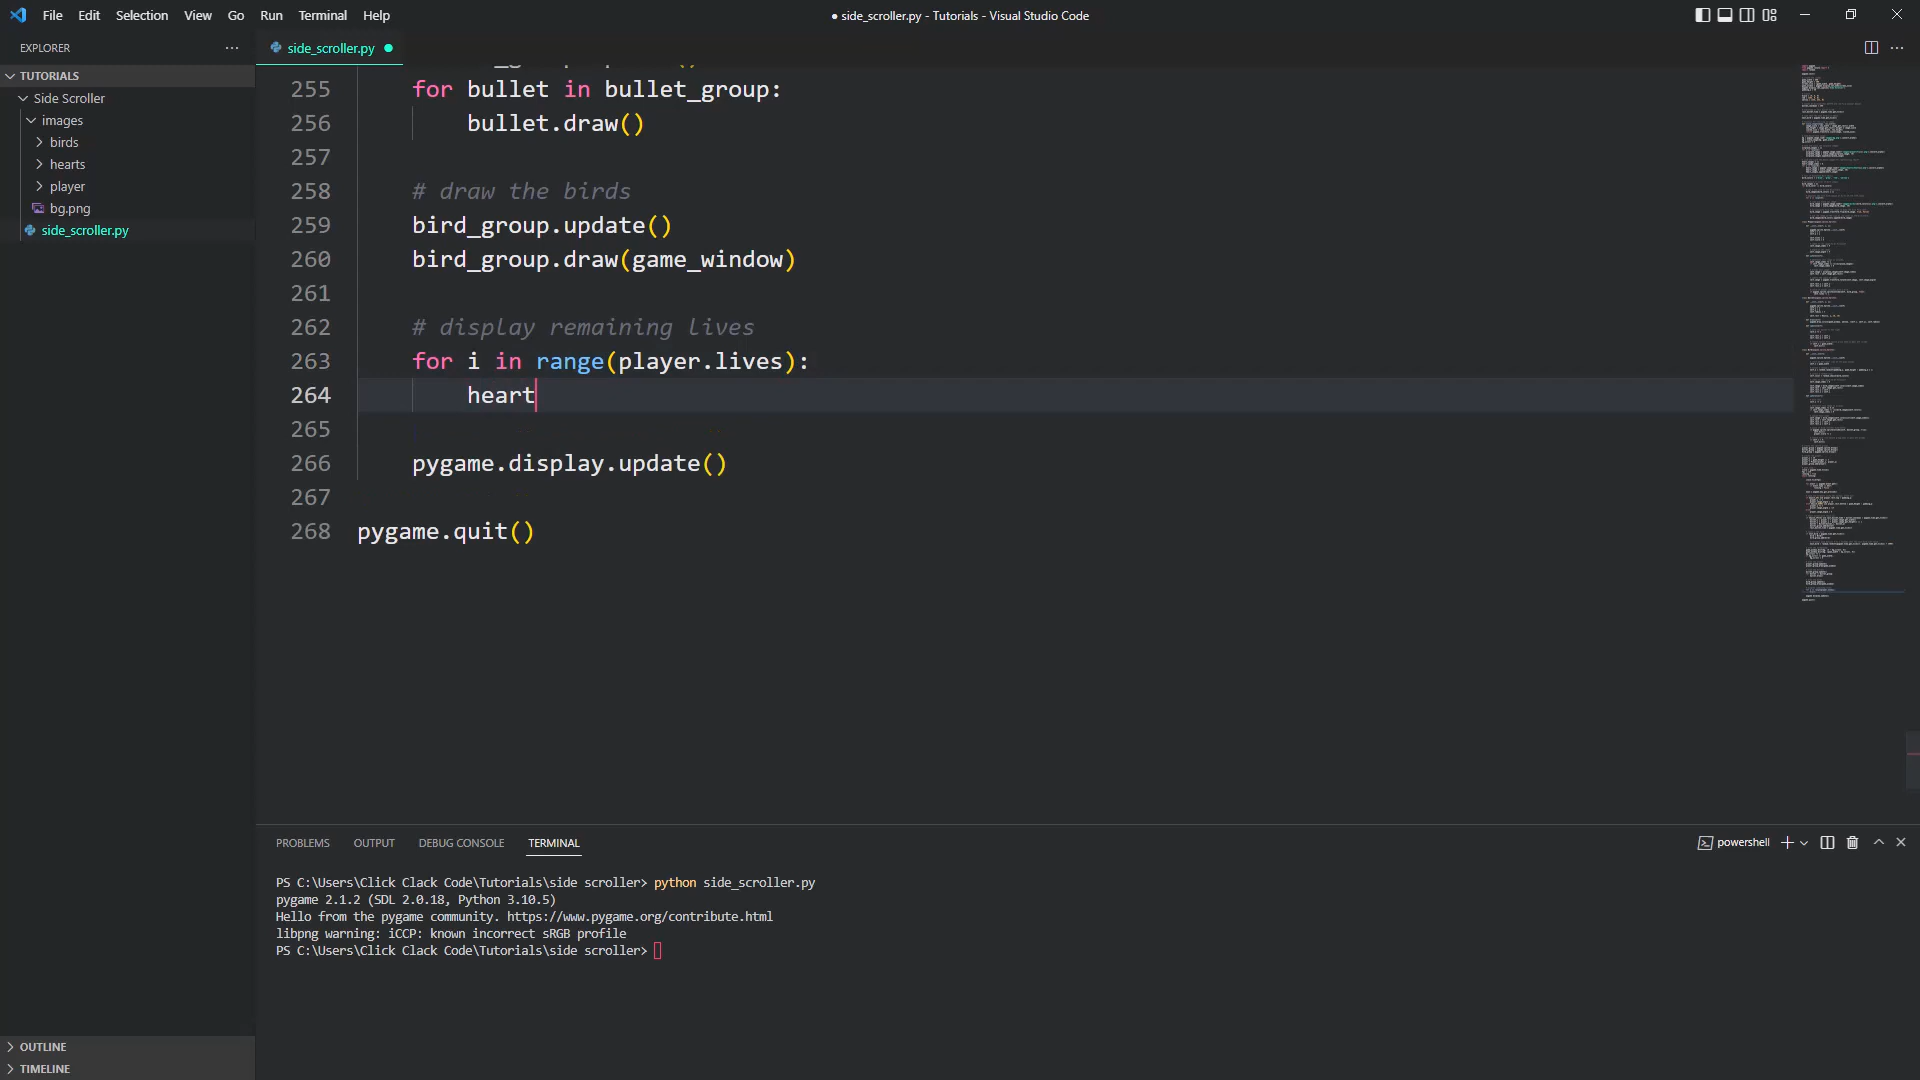 File Edit Selection View Go Run Terminal Help
● side_scroller.py - Tutorials - Visual Studio Code
EXPLORER
side_scroller.py
TUTORIALS
Side Scroller
images
birds
hearts
player
bg.png
side_scroller.py
255 for bullet in bullet_group:
256 bullet.draw()
257
258 # draw the birds
259 bird_group.update()
260 bird_group.draw(game_window)
261
262 # display remaining lives
263 for i in range(player.lives):
264 heart
265
266 pygame.display.update()
267
268 pygame.quit()
PROBLEMS OUTPUT DEBUG CONSOLE TERMINAL
powershell
PS C:\Users\Click Clack Code\Tutorials\side scroller> python side_scroller.py
pygame 2.1.2 (SDL 2.0.18, Python 3.10.5)
Hello from the pygame community. https://www.pygame.org/contribute.html
libpng warning: iCCP: known incorrect sRGB profile
PS C:\Users\Click Clack Code\Tutorials\side scroller>
OUTLINE
TIMELINE